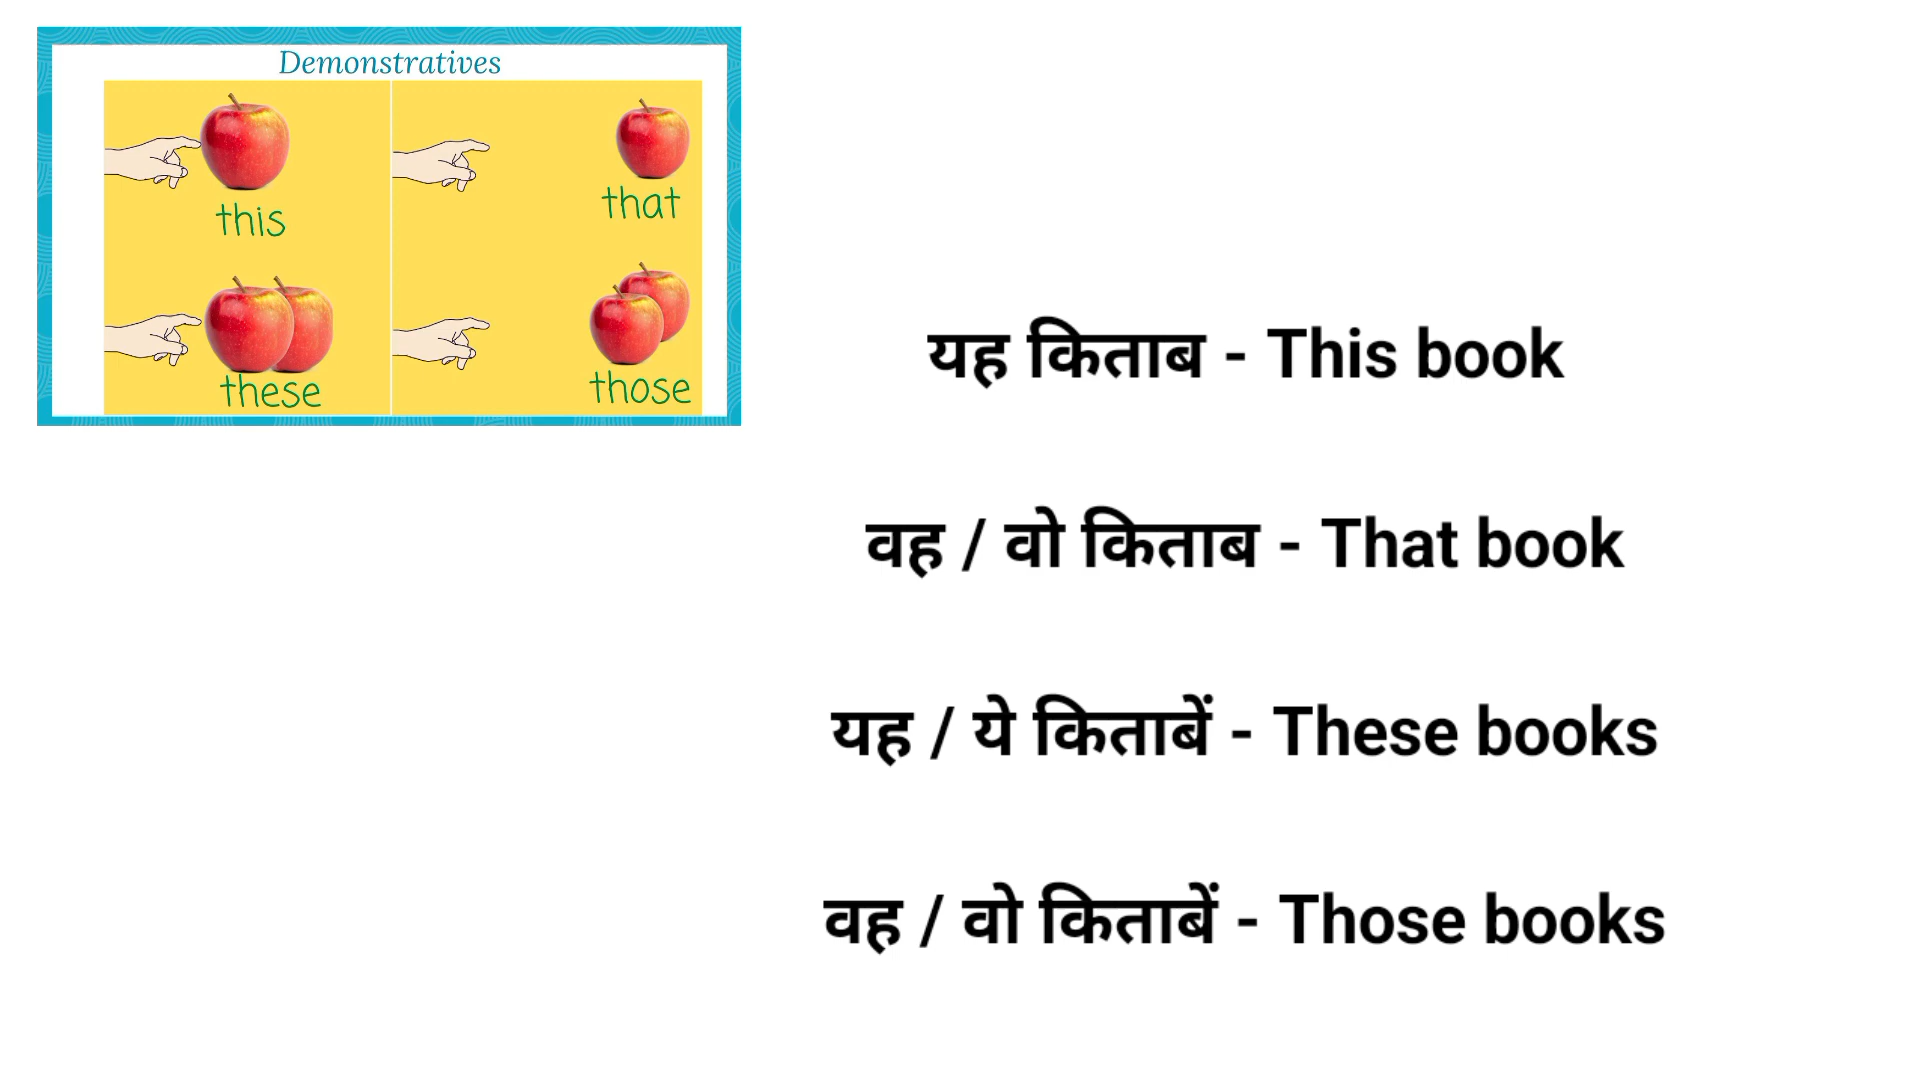 Demonstratives
this
that
these
those
यह किताब - This book
वह / वो किताब - That book
यह / ये किताबें - These books
वह / वो किताबें - Those books